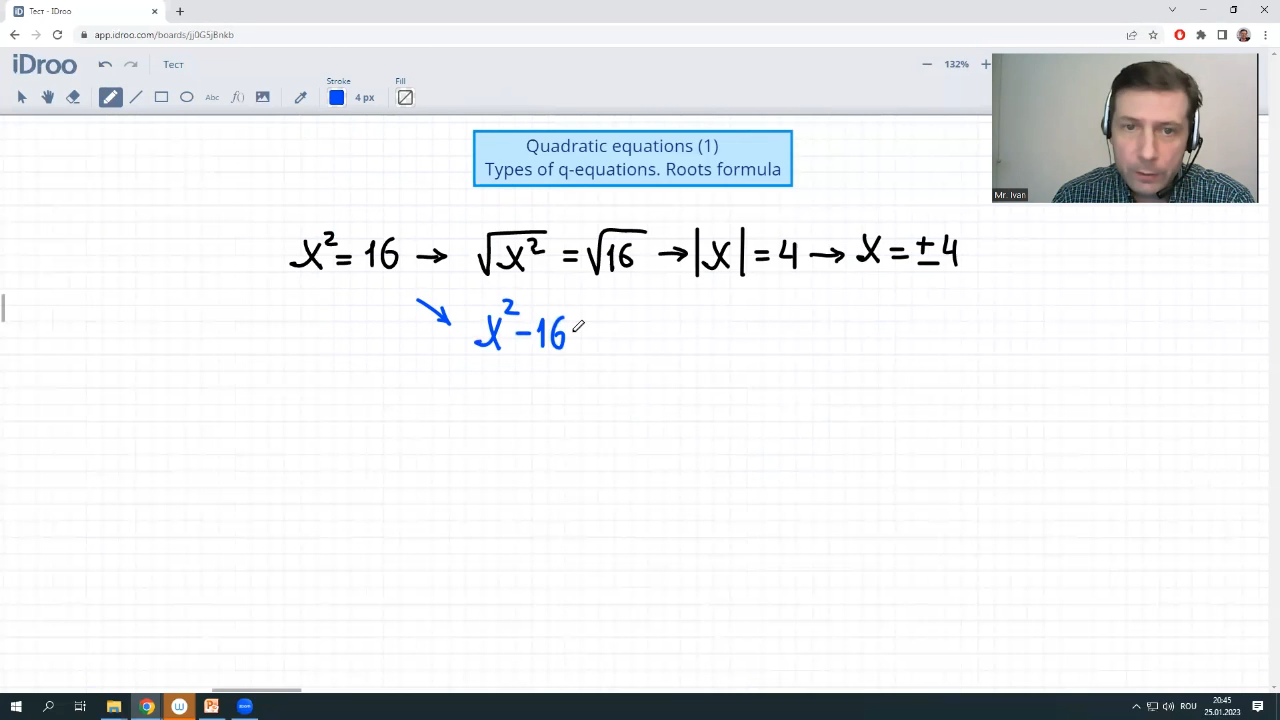 Тест - IDroo
app.idroo.com/boards/jj0G5jBnkb
iDroo
Тест
132%
Stroke
Fill
Abc
f()
4 px
Mr. Ivan
Quadratic equations (1)
Types of q-equations. Roots formula
x² = 16 → √x² = √16 → |x| = 4 → x = ±4
↘ x² - 16
ROU
20:45
25.01.2023